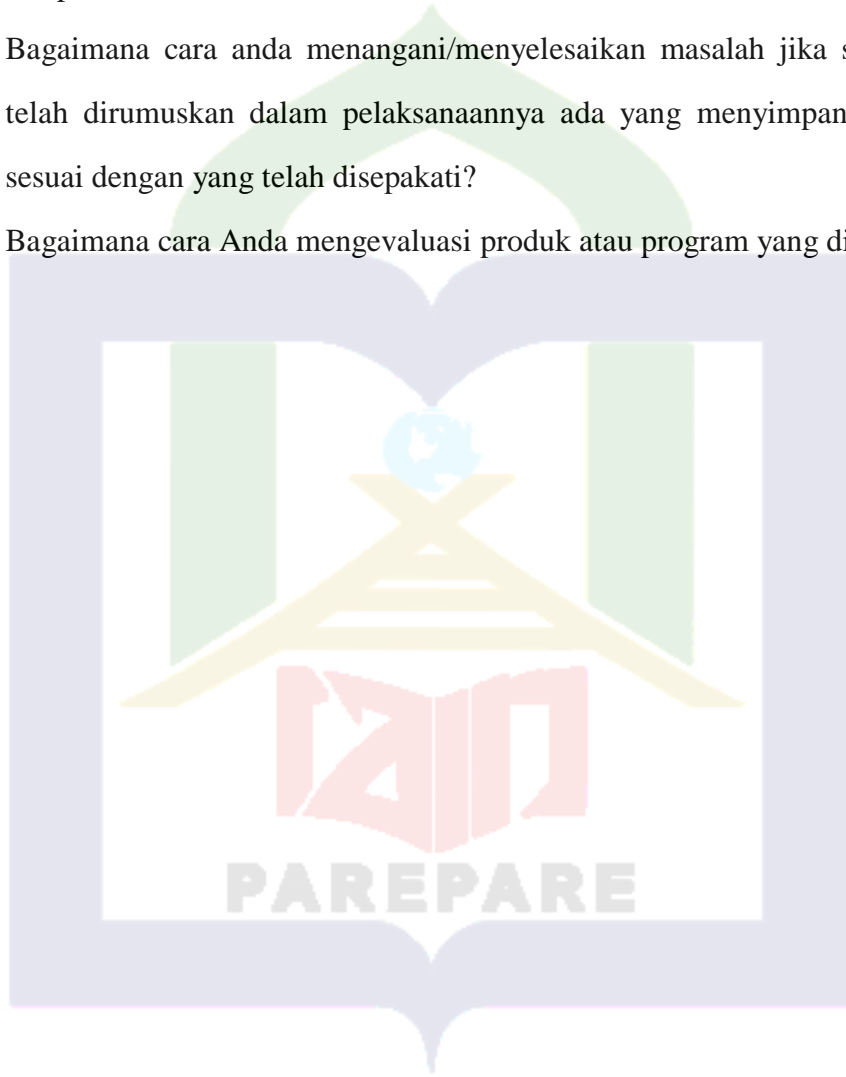 Bagaimana cara anda menangani/menyelesaikan masalah jika
telah dirumuskan dalam pelaksanaannya ada yang menyimpan
sesuai dengan yang telah disepakati?
Bagaimana cara Anda mengevaluasi produk atau program yang di
iain
PAREPARE